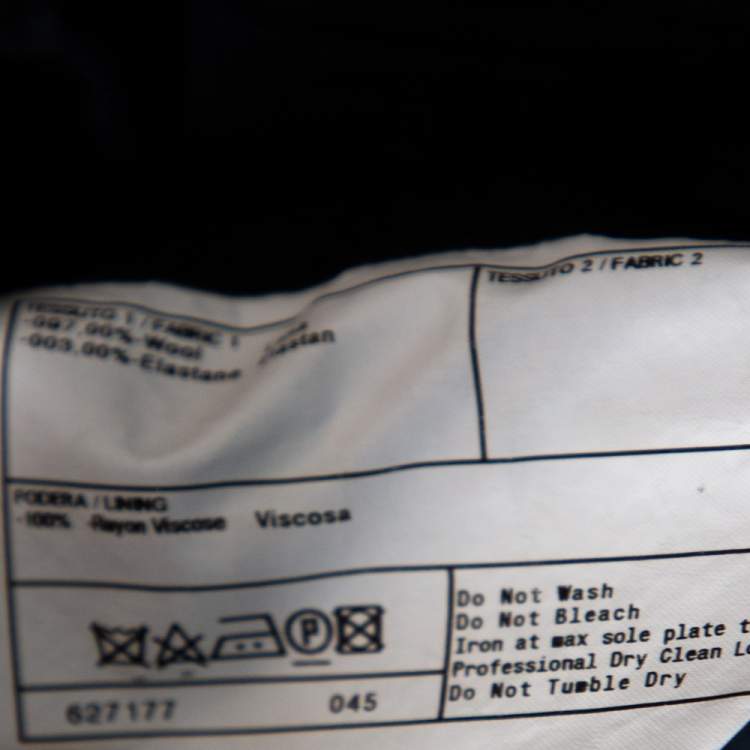 TESSUTO 1 / FABRIC 1
-097.00%-Wool
-003.00%-Elastane Elastan
TESSUTO 2 / FABRIC 2
FODERA / LINING
-100% -Rayon Viscose Viscosa
P
Do Not Wash
Do Not Bleach
Iron at max sole plate t
Professional Dry Clean Lo
Do Not Tumble Dry
627177 045